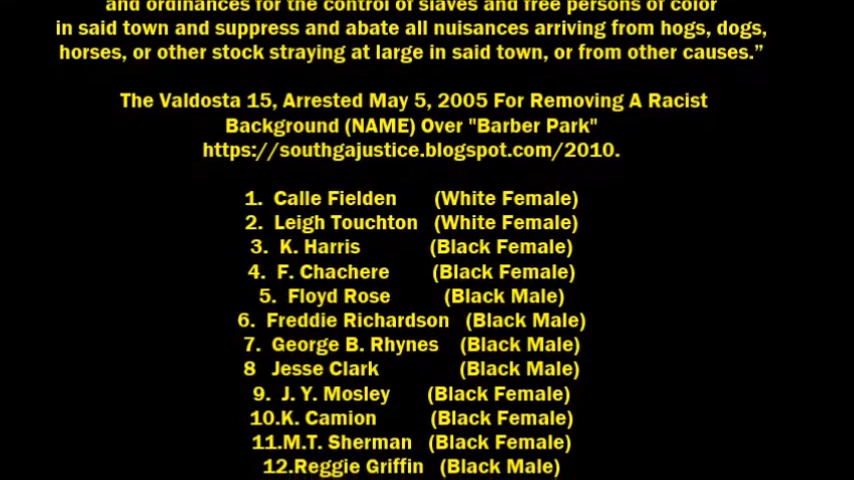 and ordinances for the control of slaves and free persons of color
in said town and suppress and abate all nuisances arriving from hogs, dogs,
horses, or other stock straying at large in said town, or from other causes.”
The Valdosta 15, Arrested May 5, 2005 For Removing A Racist
Background (NAME) Over "Barber Park"
https://southgajustice.blogspot.com/2010.
1. Calle Fielden (White Female)
2. Leigh Touchton (White Female)
3. K. Harris (Black Female)
4. F. Chachere (Black Female)
5. Floyd Rose (Black Male)
6. Freddie Richardson (Black Male)
7. George B. Rhynes (Black Male)
8 Jesse Clark (Black Male)
9. J. Y. Mosley (Black Female)
10.K. Camion (Black Female)
11.M.T. Sherman (Black Female)
12.Reggie Griffin (Black Male)